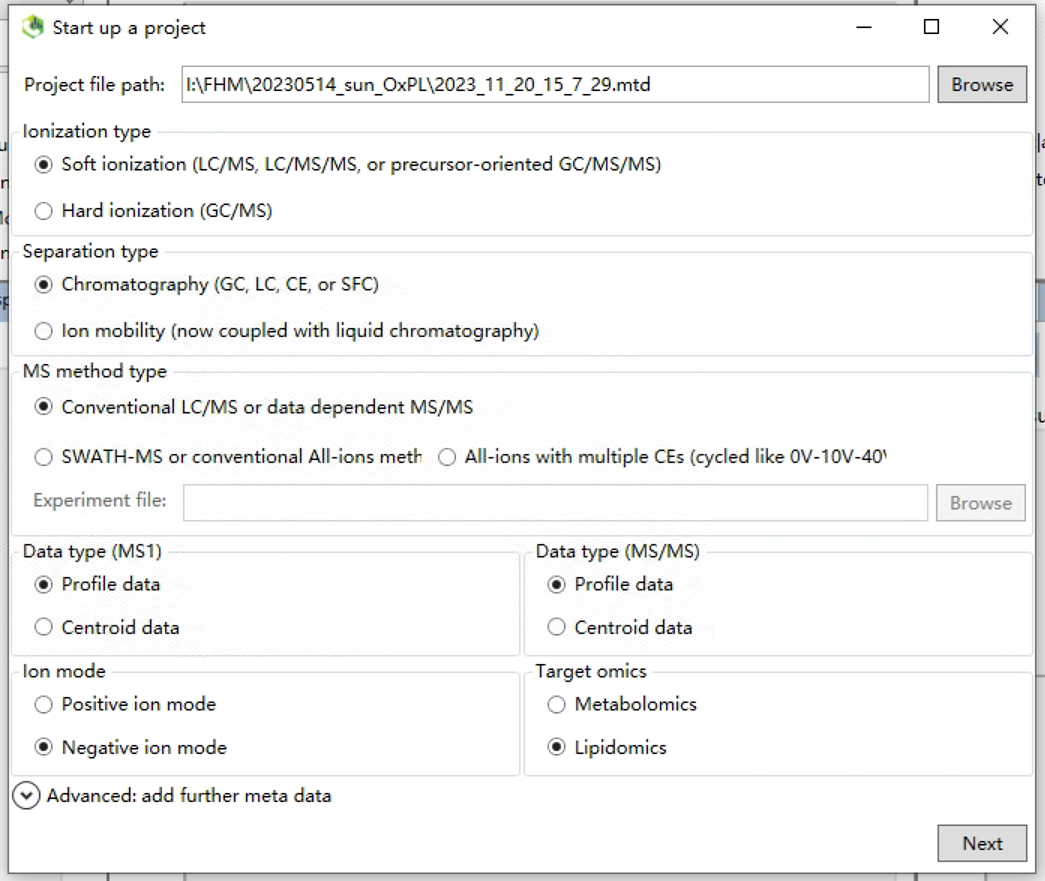 Start up a project
Project file path: I:\FHM\20230514_sun_OxPL\2023_11_20_15_7_29.mtd Browse
Ionization type
Soft ionization (LC/MS, LC/MS/MS, or precursor-oriented GC/MS/MS)
Hard ionization (GC/MS)
Separation type
Chromatography (GC, LC, CE, or SFC)
Ion mobility (now coupled with liquid chromatography)
MS method type
Conventional LC/MS or data dependent MS/MS
SWATH-MS or conventional All-ions meth All-ions with multiple CEs (cycled like 0V-10V-40V
Experiment file: Browse
Data type (MS1) Data type (MS/MS)
Profile data Profile data
Centroid data Centroid data
Ion mode Target omics
Positive ion mode Metabolomics
Negative ion mode Lipidomics
Advanced: add further meta data
Next